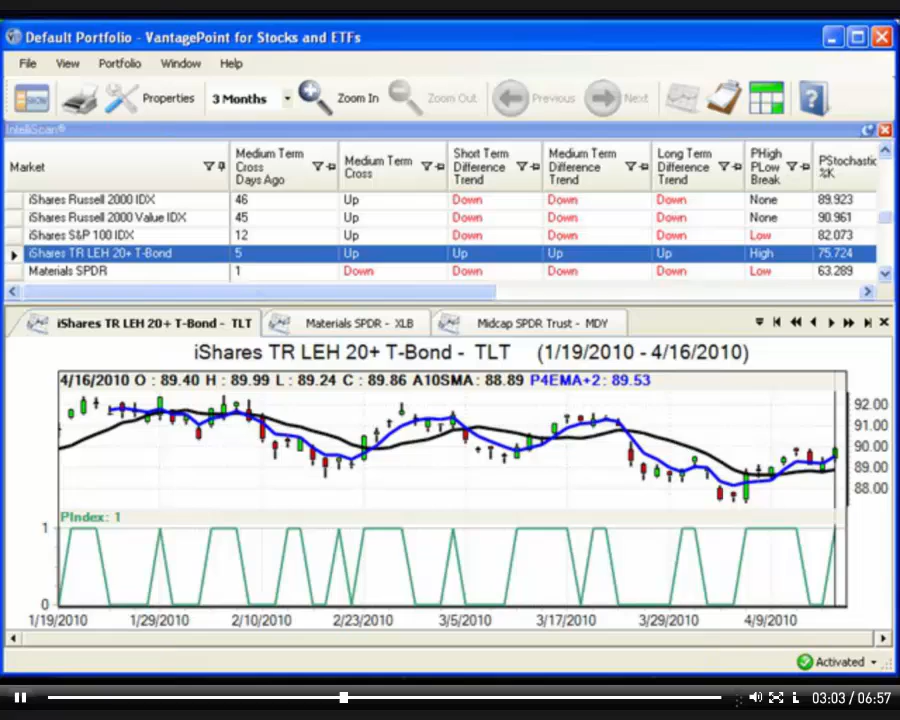 Default Portfolio - VantagePoint for Stocks and ETFs
File View Portfolio Window Help
Properties 3 Months Zoom In Zoom Out Previous Next
IntelliScan®
Market Medium Term Cross Days Ago Medium Term Cross Short Term Difference Trend Medium Term Difference Trend Long Term Difference Trend PHigh PLow Break PStochastic %K
iShares Russell 2000 IDX 46 Up Down Down Down None 89.923
iShares Russell 2000 Value IDX 45 Up Down Down Down None 90.961
iShares S&P 100 IDX 12 Up Down Down Down Low 82.073
iShares TR LEH 20+ T-Bond 5 Up Up Up Up High 75.724
Materials SPDR 1 Down Down Down Down Low 63.289
iShares TR LEH 20+ T-Bond - TLT Materials SPDR - XLB Midcap SPDR Trust - MDY
iShares TR LEH 20+ T-Bond - TLT (1/19/2010 - 4/16/2010)
4/16/2010 O : 89.40 H : 89.99 L : 89.24 C : 89.86 A10SMA : 88.89 P4EMA+2 : 89.53
92.00
91.00
90.00
89.00
88.00
PIndex: 1
1
0
1/19/2010 1/29/2010 2/10/2010 2/23/2010 3/5/2010 3/17/2010 3/29/2010 4/9/2010
Activated
03:03 / 06:57